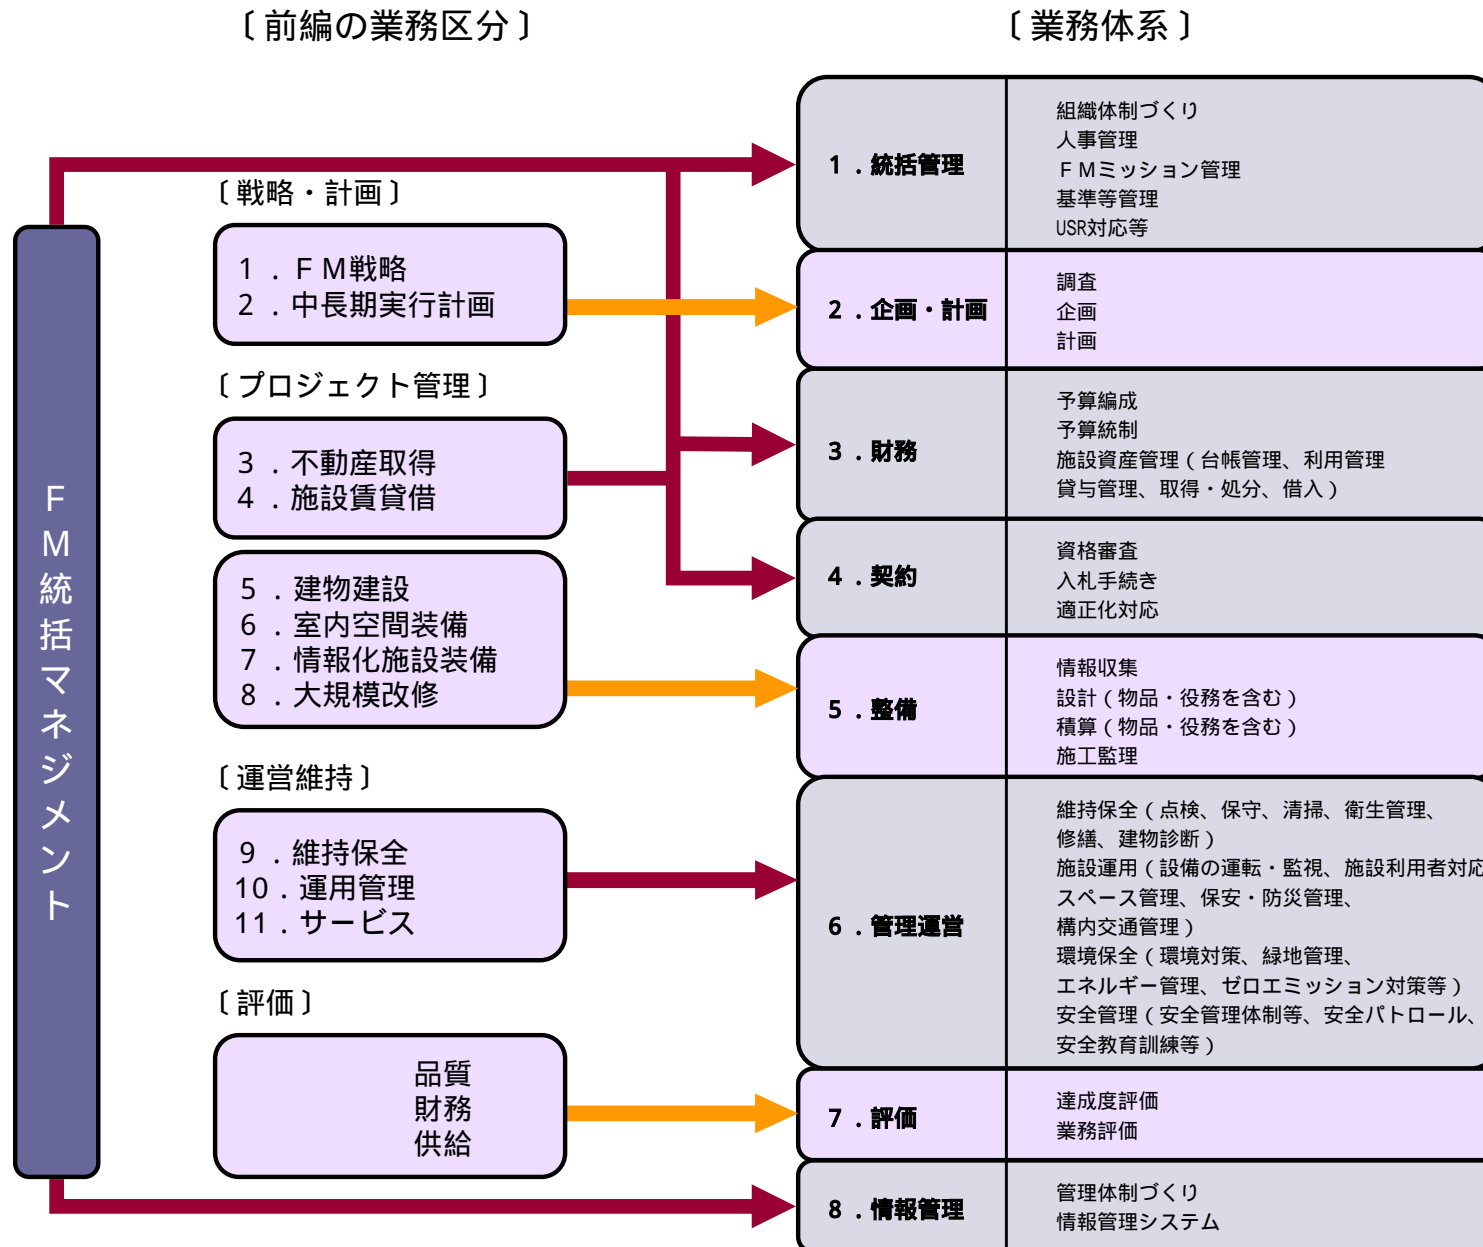 〔前編の業務区分〕
〔業務体系〕
FM統括マネジメント
〔戦略・計画〕
1．FM戦略
2．中長期実行計画
〔プロジェクト管理〕
3．不動産取得
4．施設賃貸借
5．建物建設
6．室内空間装備
7．情報化施設装備
8．大規模改修
〔運営維持〕
9．維持保全
10．運用管理
11．サービス
〔評価〕
品質
財務
供給
1．統括管理
組織体制づくり
人事管理
ＦＭミッション管理
基準等管理
USR対応等
2．企画・計画
調査
企画
計画
3．財務
予算編成
予算統制
施設資産管理（台帳管理、利用管理
貸与管理、取得・処分、借入）
4．契約
資格審査
入札手続き
適正化対応
5．整備
情報収集
設計（物品・役務を含む）
積算（物品・役務を含む）
施工監理
6．管理運営
維持保全（点検、保守、清掃、衛生管理、
修繕、建物診断）
施設運用（設備の運転・監視、施設利用者対応
スペース管理、保安・防災管理、
構内交通管理）
環境保全（環境対策、緑地管理、
エネルギー管理、ゼロエミッション対策等）
安全管理（安全管理体制等、安全パトロール、
安全教育訓練等）
7．評価
達成度評価
業務評価
8．情報管理
管理体制づくり
情報管理システム